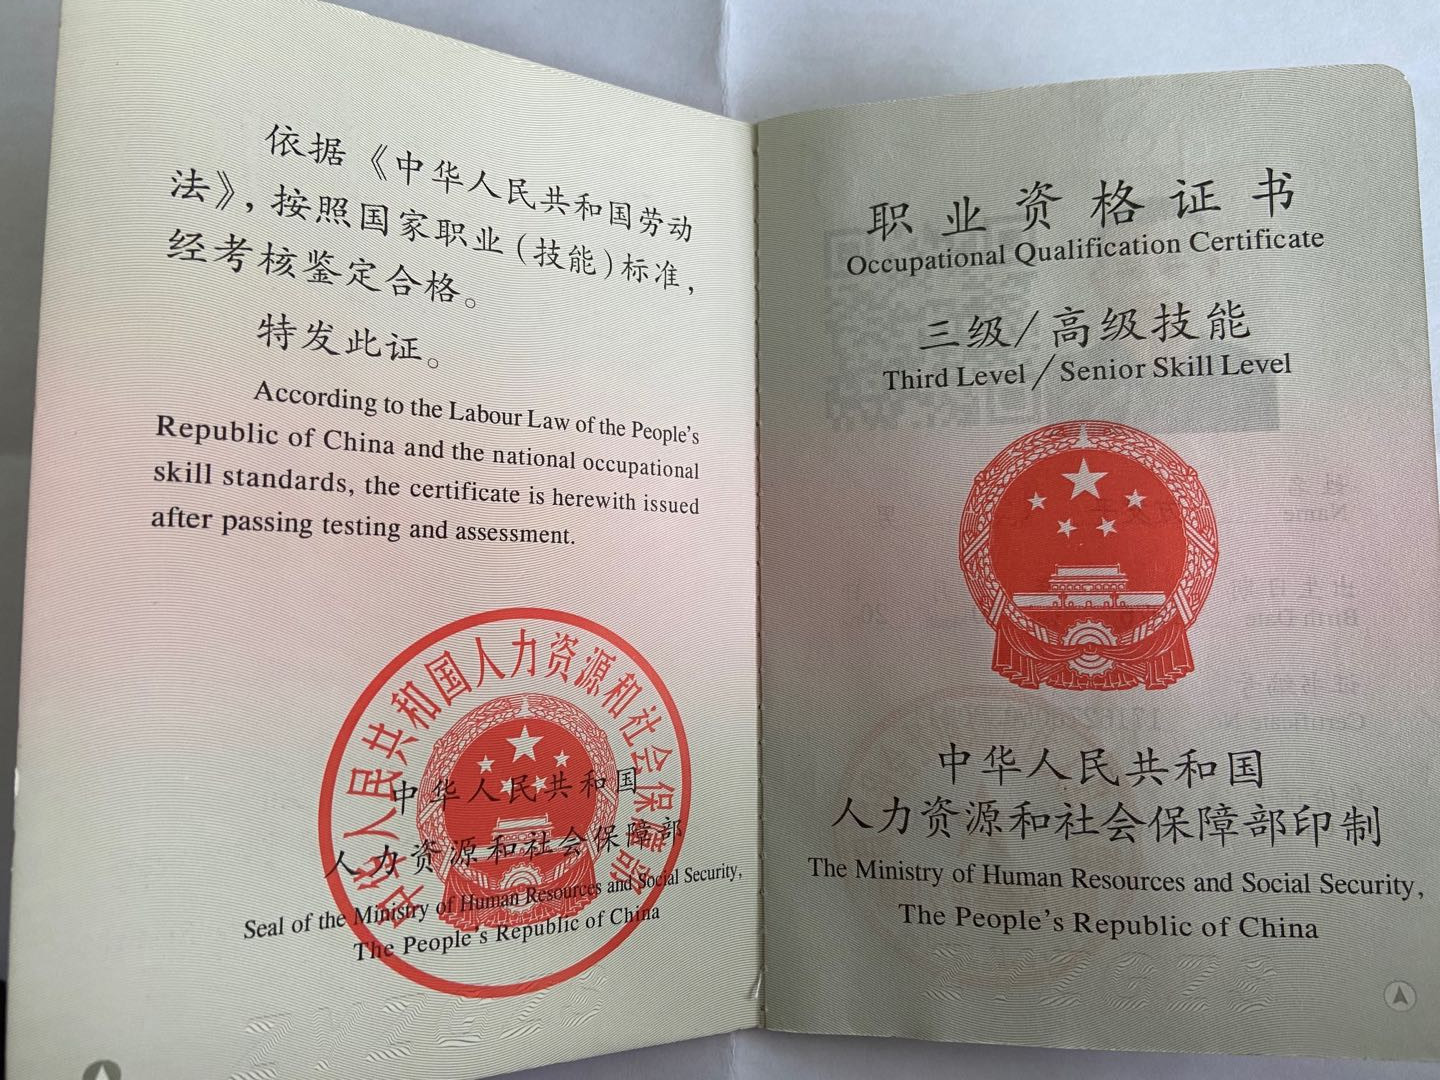 依据《中华人民共和国劳动
法》，按照国家职业（技能）标准，
经考核鉴定合格。
特发此证。
According to the Labour Law of the People's
Republic of China and the national occupational
skill standards, the certificate is herewith issued
after passing testing and assessment.
中华人民共和国人力资源和社会保障部
中华人民共和国
人力资源和社会保障部
Seal of the Ministry of Human Resources and Social Security,
The People's Republic of China
职业资格证书
Occupational Qualification Certificate
三级/高级技能
Third Level/Senior Skill Level
中华人民共和国
人力资源和社会保障部印制
The Ministry of Human Resources and Social Security,
The People's Republic of China